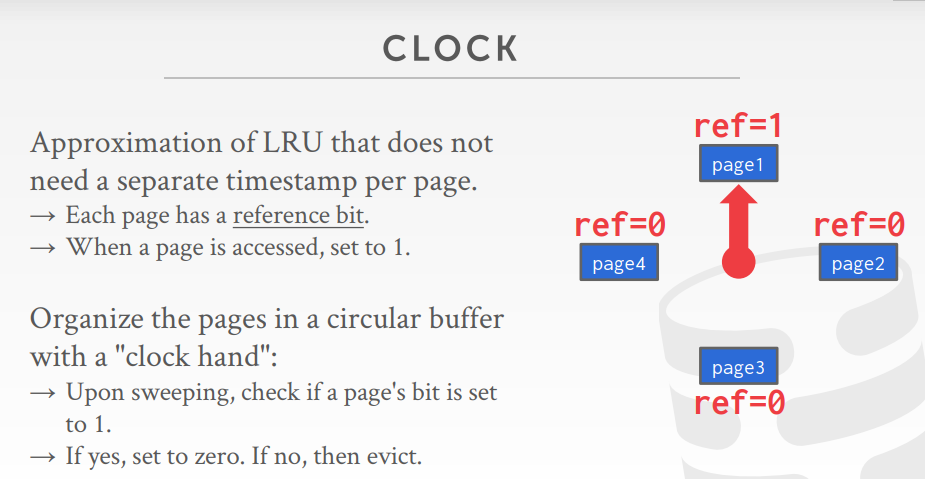 CLOCK
Approximation of LRU that does not
need a separate timestamp per page.
→ Each page has a reference bit.
→ When a page is accessed, set to 1.
Organize the pages in a circular buffer
with a "clock hand":
→ Upon sweeping, check if a page's bit is set
to 1.
→ If yes, set to zero. If no, then evict.
ref=1
page1
ref=0
page4
ref=0
page2
page3
ref=0